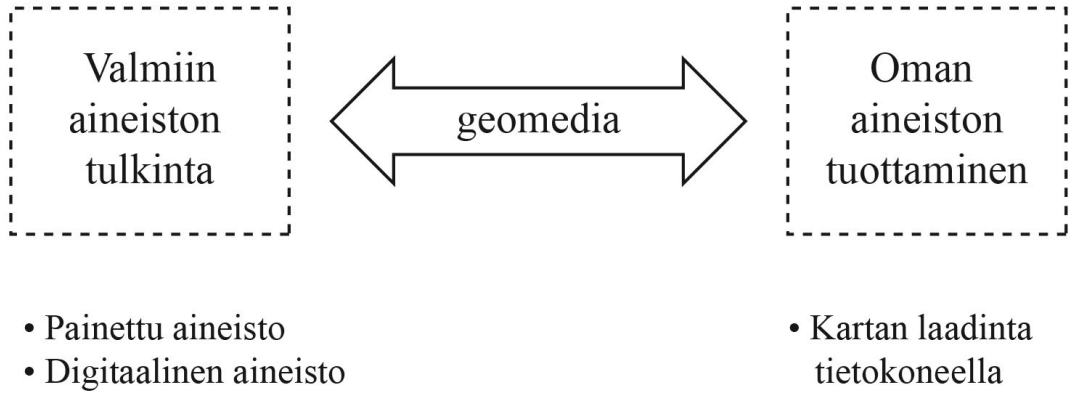 Valmiin
aineiston
tulkinta
geomedia
Oman
aineiston
tuottaminen
• Painettu aineisto
• Digitaalinen aineisto
• Kartan laadinta
tietokoneella